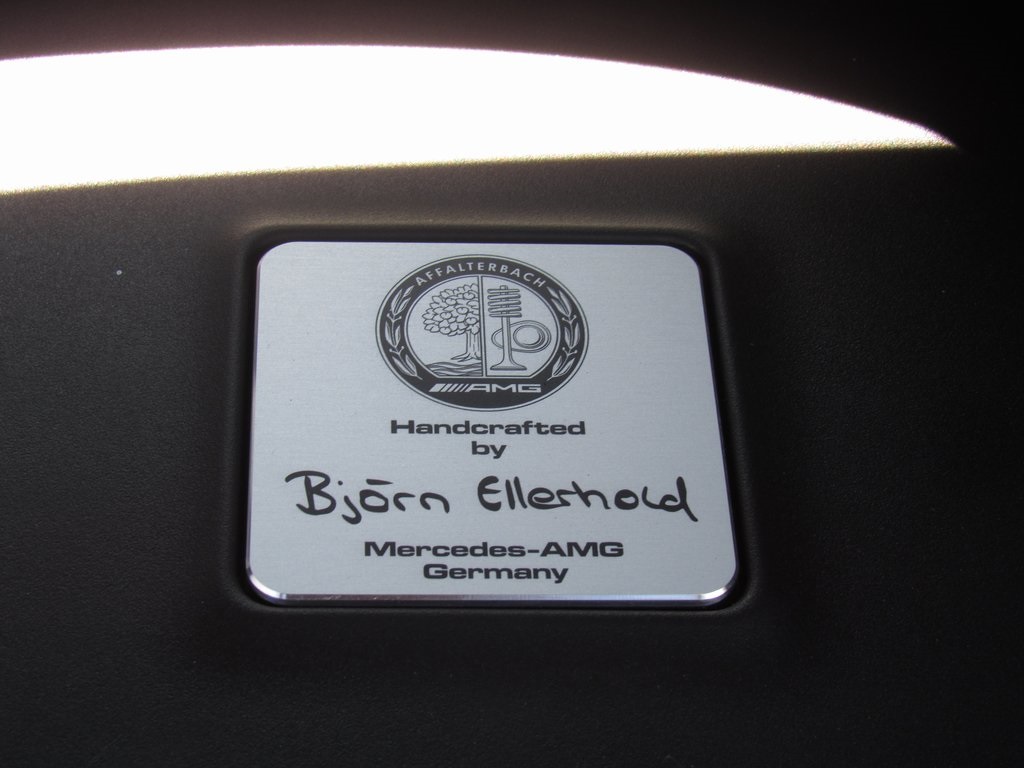 AFFALTERBACH
AMG
Handcrafted
by
Björn Ellerhold
Mercedes-AMG
Germany